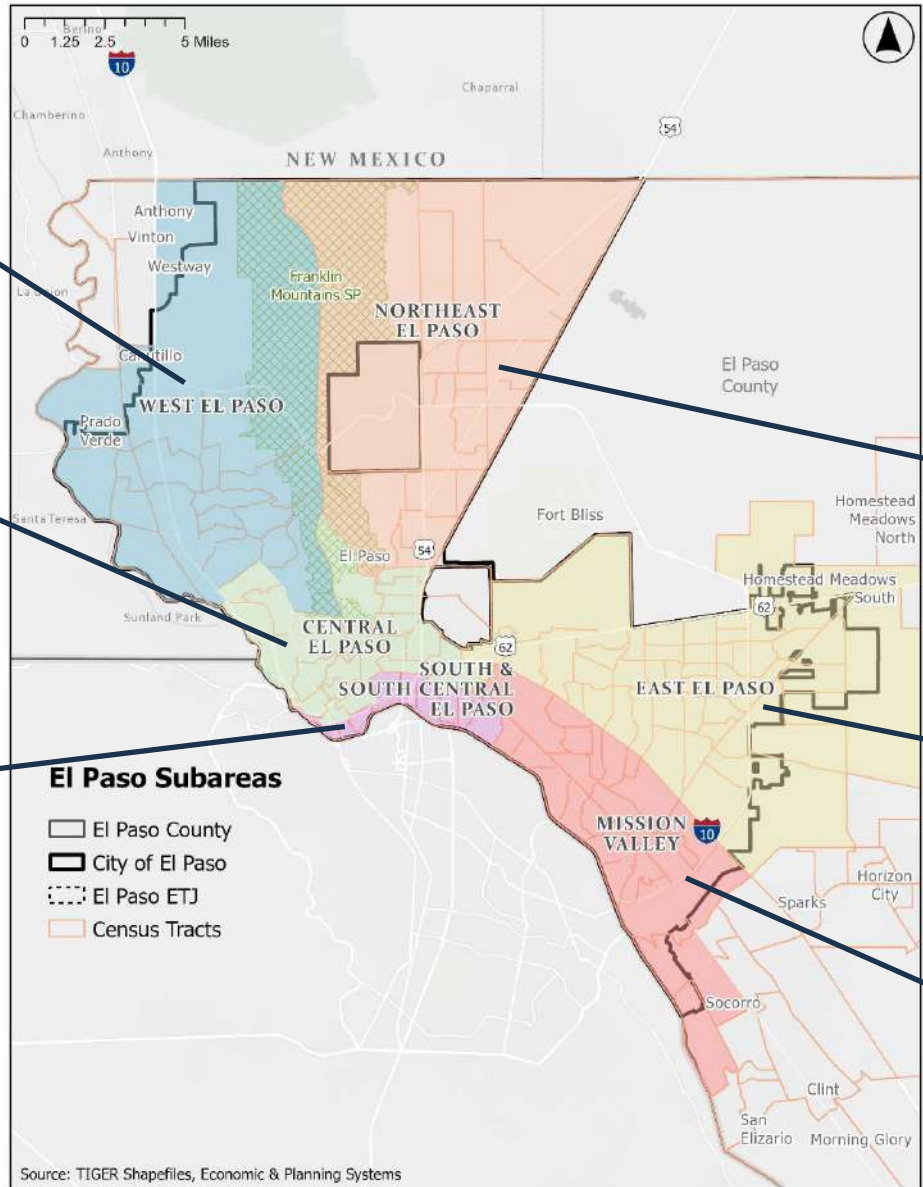 Berino
0 1.25 2.5 5 Miles
10
Chaparral
Chamberino
54
Anthony
NEW MEXICO
Anthony
Vinton
Westway
La Union
Franklin
Mountains SP
NORTHEAST
EL PASO
Canutillo
El Paso
County
WEST EL PASO
Prado
Verde
Homestead
Meadows
North
Santa Teresa
Fort Bliss
El Paso
54
Homestead Meadows
South
62
Sunland Park
CENTRAL
EL PASO
62
SOUTH &
SOUTH CENTRAL
EL PASO
EAST EL PASO
El Paso Subareas
El Paso County
City of El Paso
El Paso ETJ
Census Tracts
MISSION
VALLEY
10
Horizon
City
Sparks
Socorro
Clint
San
Elizario
Morning Glory
Source: TIGER Shapefiles, Economic & Planning Systems